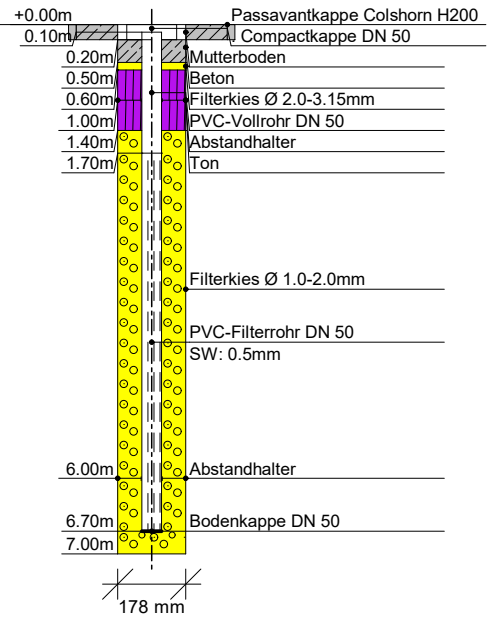 +0.00m Passavantkappe Colshorn H200
0.10m Compactkappe DN 50
0.20m Mutterboden
0.50m Beton
0.60m Filterkies Ø 2.0-3.15mm
1.00m PVC-Vollrohr DN 50
1.40m Abstandhalter
1.70m Ton
Filterkies Ø 1.0-2.0mm
PVC-Filterrohr DN 50
SW: 0.5mm
6.00m Abstandhalter
6.70m Bodenkappe DN 50
7.00m
178 mm